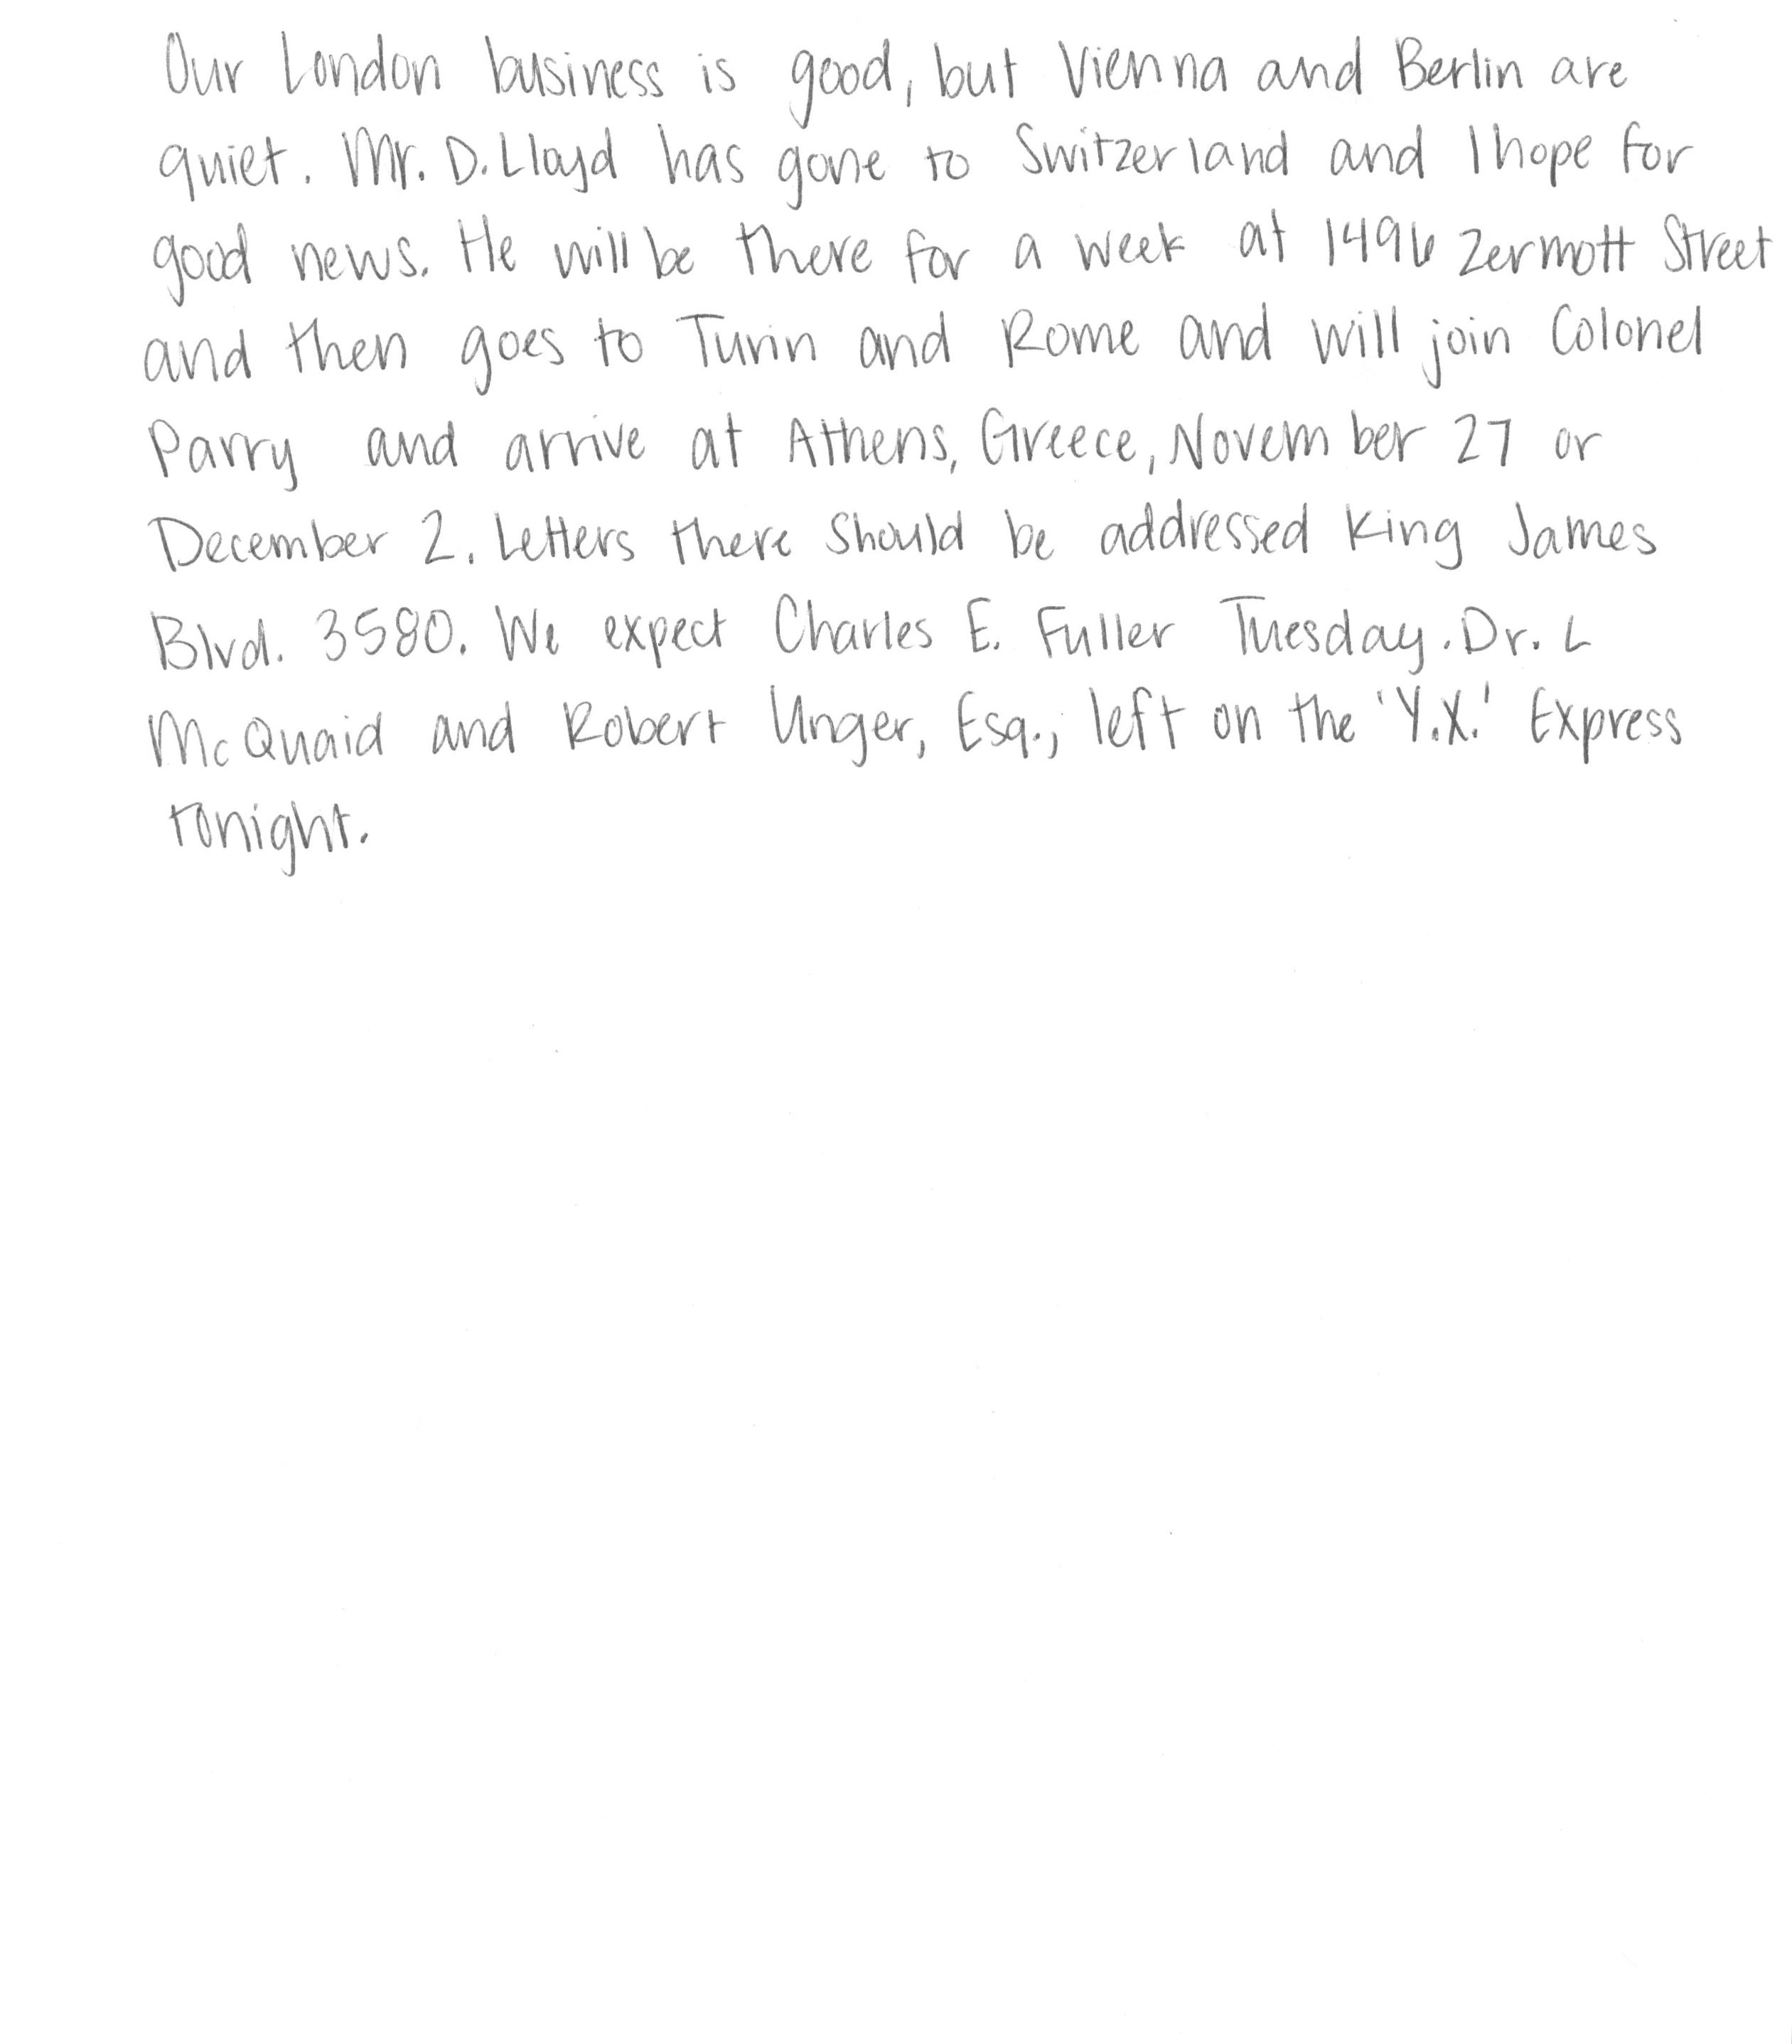 Our London business is good, but Vienna and Berlin are
quiet. Mr. D. Lloyd has gone to Switzerland and I hope for
good news. He will be there for a week at 1496 Zermott Street
and then goes to Turin and Rome and will join Colonel
Parry and arrive at Athens, Greece, November 27 or
December 2. Letters there should be addressed King James
Blvd. 3580. We expect Charles E. Fuller Tuesday. Dr. L
McQuaid and Robert Unger, Esq., left on the 'Y.X.' Express
tonight.